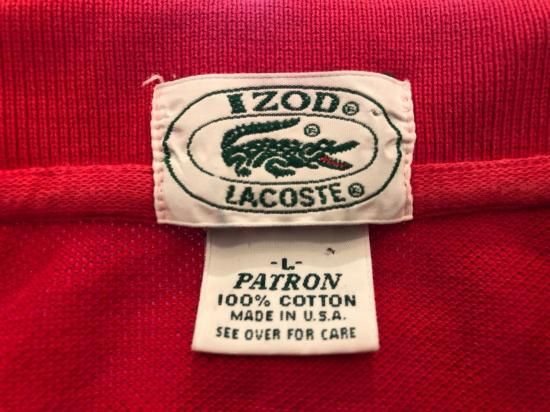 IZOD®
®
LACOSTE®
-L-
PATRON
100% COTTON
MADE IN U.S.A.
SEE OVER FOR CARE